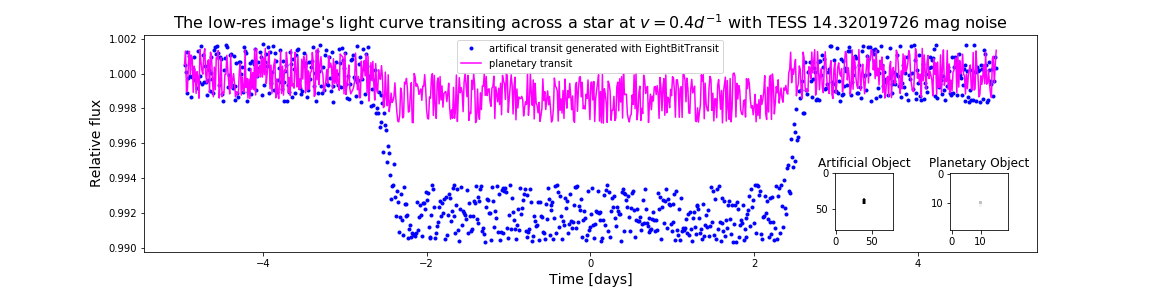 The low-res image's light curve transiting across a star at v = 0.4d⁻¹ with TESS 14.32019726 mag noise
artifical transit generated with EightBitTransit
planetary transit
Relative flux
1.002
1.000
0.998
0.996
0.994
0.992
0.990
Artificial Object
0
50
0 50
Planetary Object
0
10
0 10
−4 −2 0 2 4
Time [days]